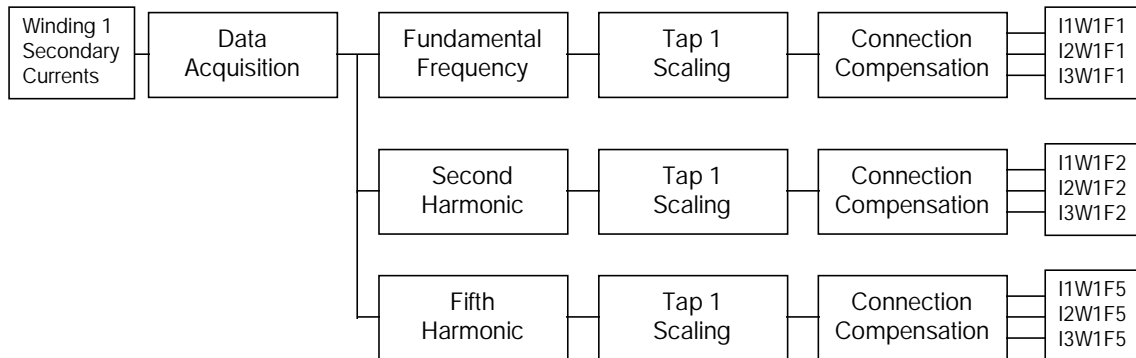 Winding 1
Secondary
Currents
Data
Acquisition
Fundamental
Frequency
Tap 1
Scaling
Connection
Compensation
I1W1F1
I2W1F1
I3W1F1
Second
Harmonic
Tap 1
Scaling
Connection
Compensation
I1W1F2
I2W1F2
I3W1F2
Fifth
Harmonic
Tap 1
Scaling
Connection
Compensation
I1W1F5
I2W1F5
I3W1F5